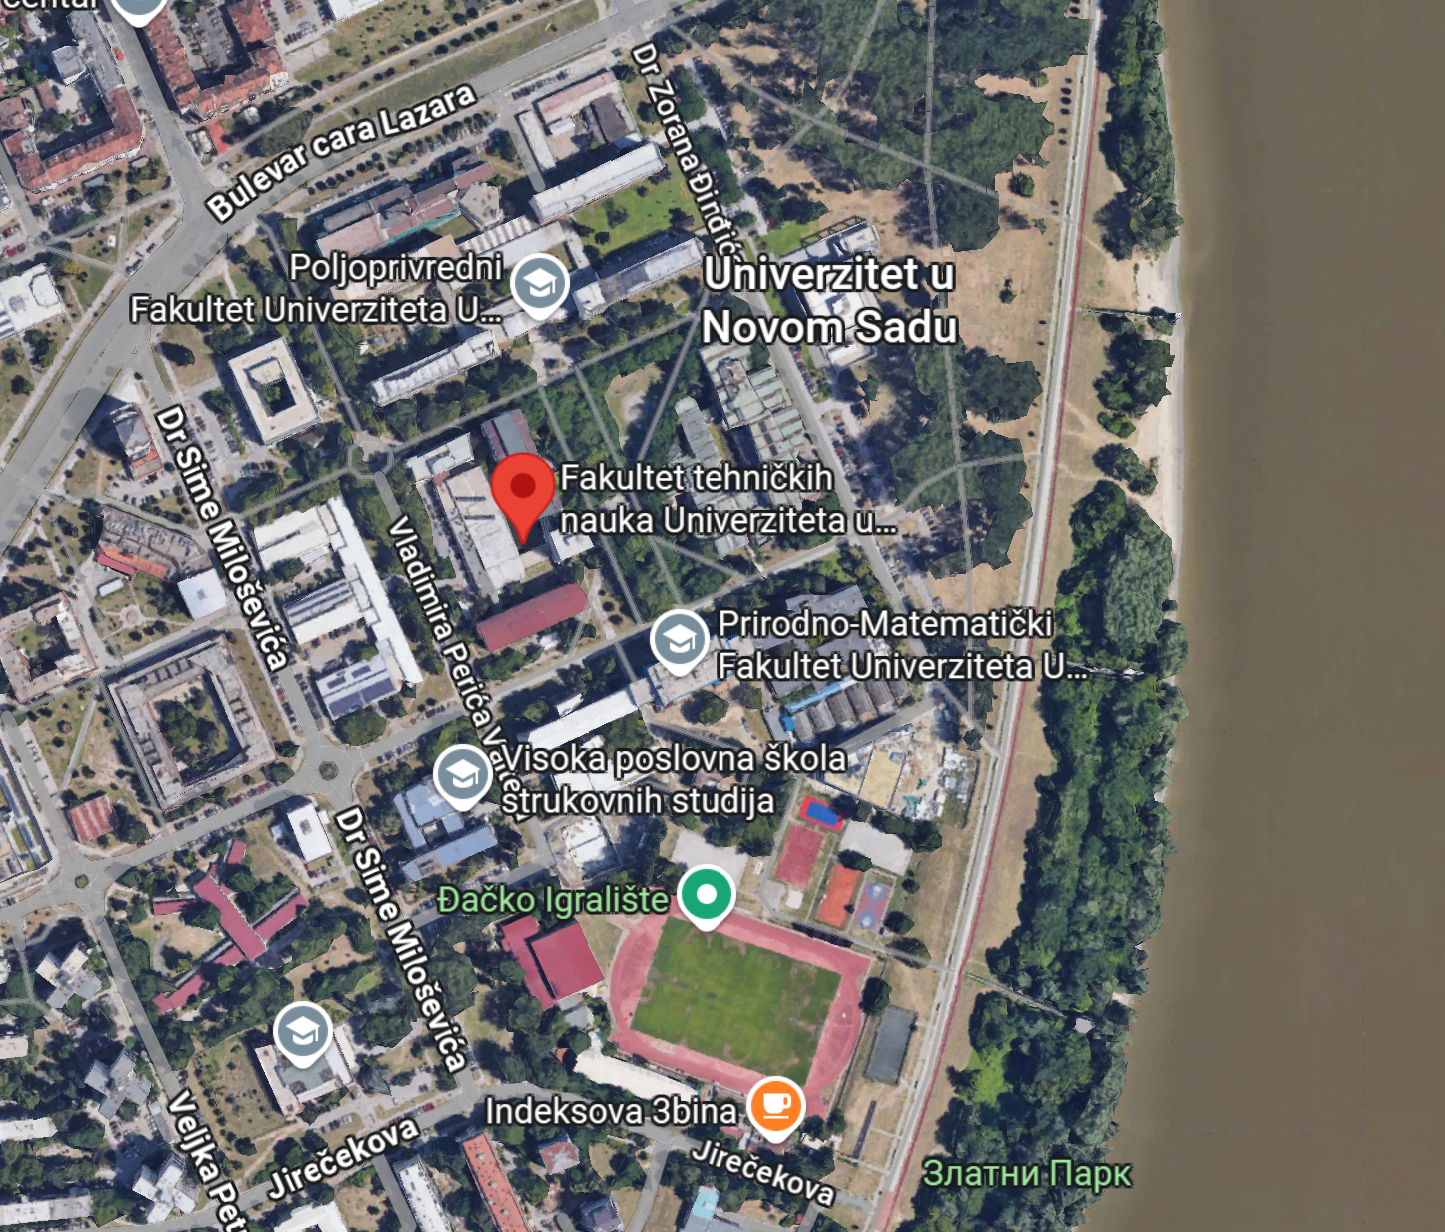 Bulevar cara Lazara
Dr Zorana Đinđića
Poljoprivredni
Fakultet Univerziteta U...
Univerzitet u
Novom Sadu
Dr Sime Miloševića
Fakultet tehničkih
nauka Univerziteta u...
Vladimira Perića
Prirodno-Matematički
Fakultet Univerziteta U...
Visoka poslovna škola
strukovnih studija
Dr Sime Miloševića
Đačko Igralište
Indeksova 3bina
Veljka Pet
Jirečekova
Jirečekova
Златни Парк